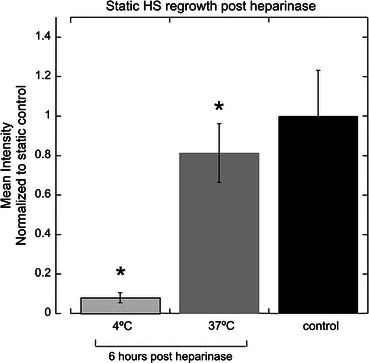 Static HS regrowth post heparinase
Mean Intensity
Normalized to static control
1.4
1.2
1
0.8
0.6
0.4
0.2
0
*
*
4ºC
37ºC
control
6 hours post heparinase